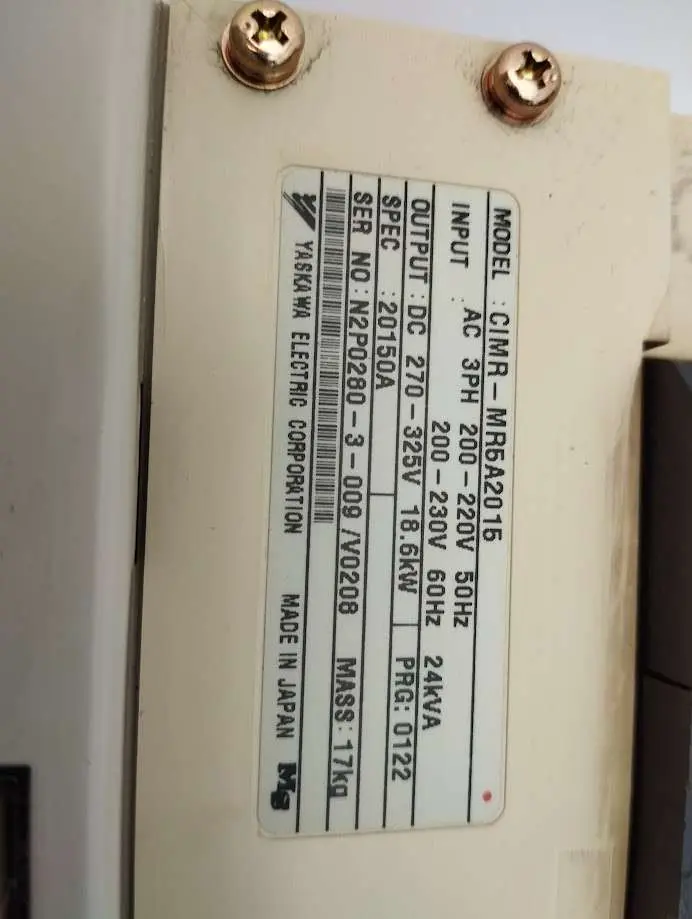 MODEL : CIMR-MR5A2015
INPUT : AC 3PH 200-220V 50Hz
200-230V 60Hz 24kVA
OUTPUT : DC 270-325V 18.6kW PRG: 0122
SPEC : 20150A
SER NO : N2P0280-3-009 /V0208 MASS: 17kg
YASKAWA ELECTRIC CORPORATION MADE IN JAPAN MS